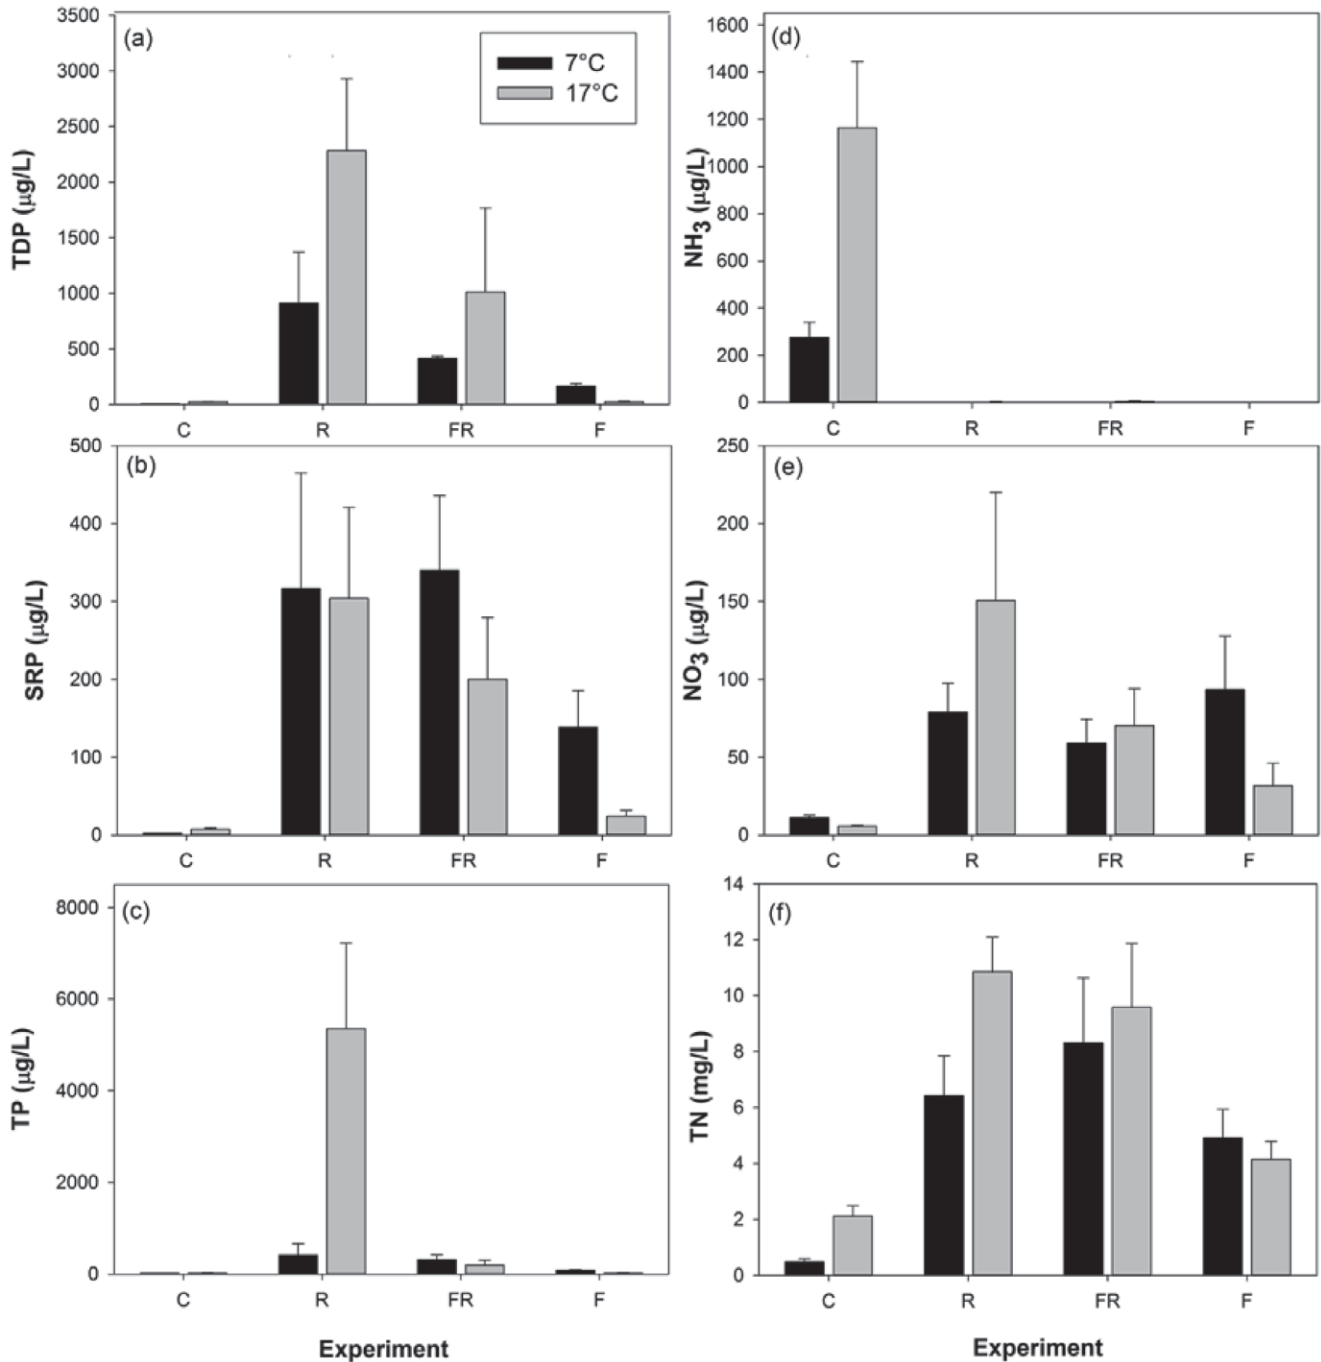 (a)
7°C
17°C
3500
3000
2500
2000
1500
1000
500
0
TDP (µg/L)
C R FR F
(b)
500
400
300
200
100
0
SRP (µg/L)
C R FR F
(c)
8000
6000
4000
2000
0
TP (µg/L)
C R FR F
Experiment
(d)
1600
1400
1200
1000
800
600
400
200
0
NH3 (µg/L)
C R FR F
(e)
250
200
150
100
50
0
NO3 (µg/L)
C R FR F
(f)
14
12
10
8
6
4
2
0
TN (mg/L)
C R FR F
Experiment